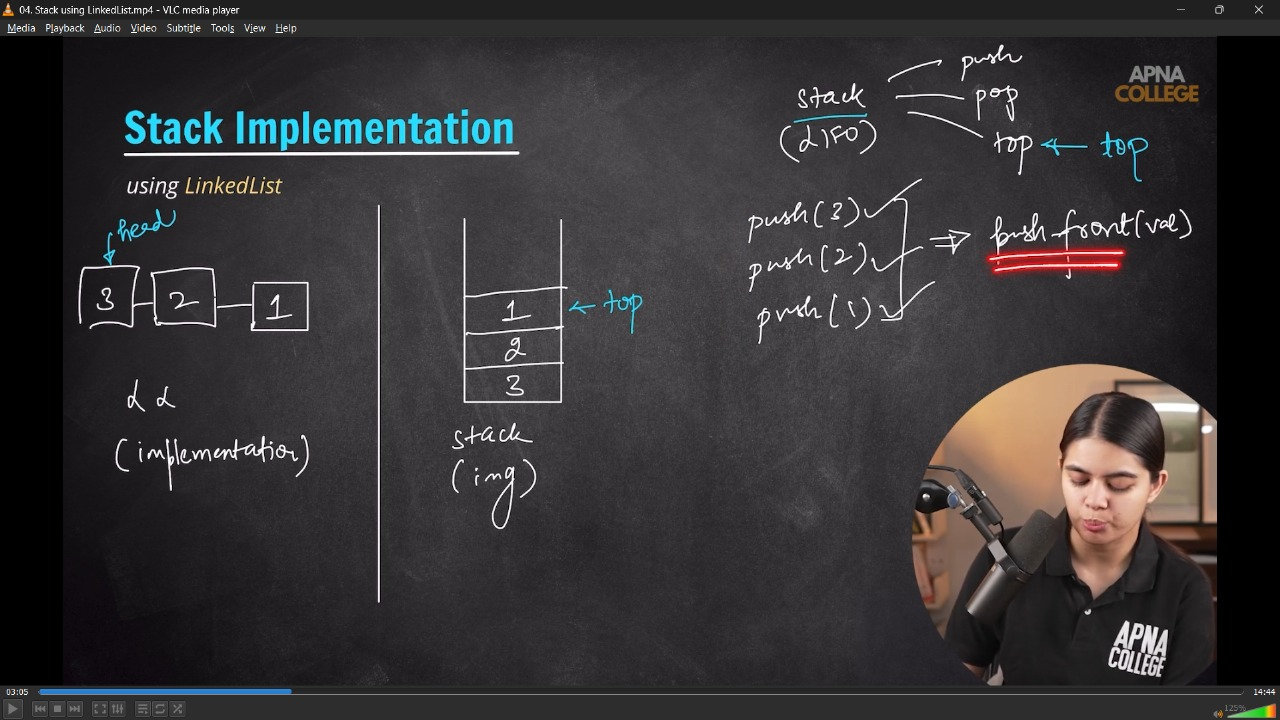 04. Stack using LinkedList.mp4 - VLC media player
Media Playback Audio Video Subtitle Tools View Help
APNA
COLLEGE
Stack Implementation
using LinkedList
head
3 2 1
LL
(implementation)
1 ← top
2
3
stack
(img)
stack
(LIFO)
push
pop
top ← top
push(3)
push(2)
push(1)
⇒ push_front(val)
APNA
COLLEGE
03:05
14:44
125%